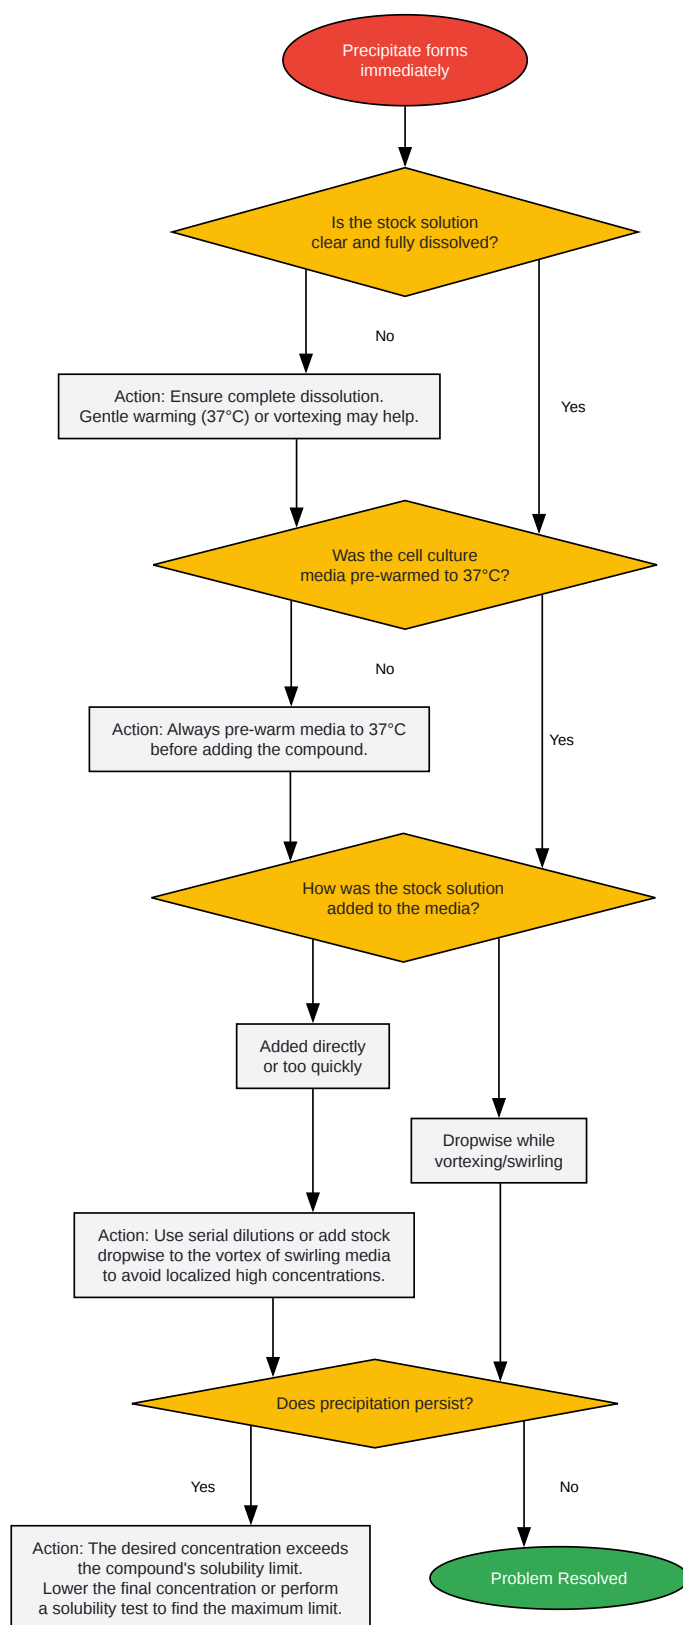 Precipitate forms
immediately
Is the stock solution
clear and fully dissolved?
No
Action: Ensure complete dissolution.
Gentle warming (37°C) or vortexing may help.
Yes
Was the cell culture
media pre-warmed to 37°C?
No
Action: Always pre-warm media to 37°C
before adding the compound.
Yes
How was the stock solution
added to the media?
Added directly
or too quickly
Dropwise while
vortexing/swirling
Action: Use serial dilutions or add stock
dropwise to the vortex of swirling media
to avoid localized high concentrations.
Does precipitation persist?
Yes
No
Action: The desired concentration exceeds
the compound's solubility limit.
Lower the final concentration or perform
a solubility test to find the maximum limit.
Problem Resolved